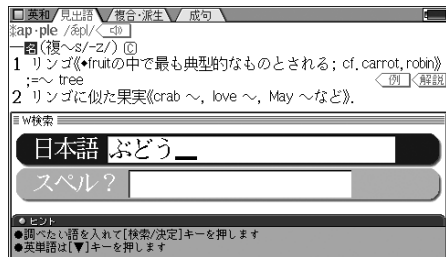 英和 見出語 複合・派生 成句
*ap・ple /ǽpl/
一名(複～s/-z/) C
1 リンゴ《◆fruitの中で最も典型的なものとされる; cf. carrot, robin》
;=～ tree 例 解説
2 リンゴに似た果実《crab ～, love ～, May ～など》.
W検索
日本語 ぶどう_
スペル?
ヒント
●調べたい語を入れて[検索/決定]キーを押します
●英単語は[▼]キーを押します